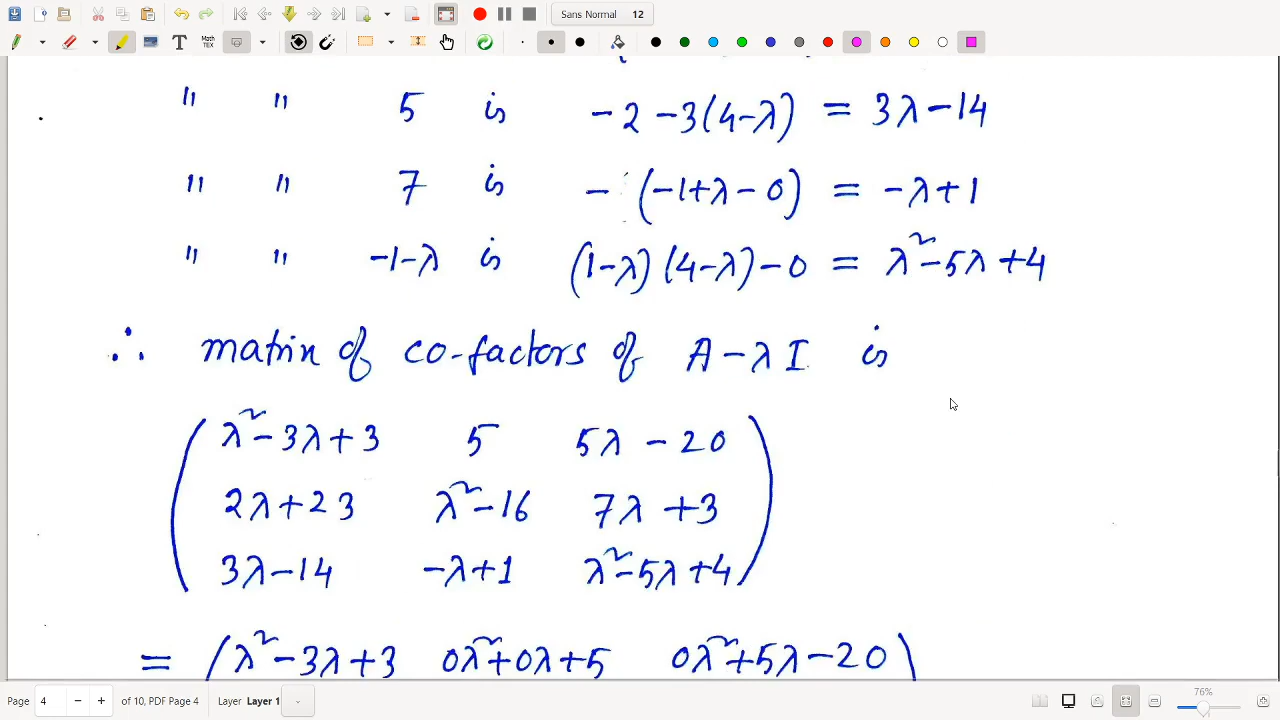 Sans Normal 12
" " 5 is -2 -3(4-λ) = 3λ-14
" " 7 is - (-1+λ-0) = -λ+1
" " -1-λ is (1-λ)(4-λ)-0 = λ²-5λ+4
∴ matrix of co-factors of A-λI is
λ²-3λ+3 5 5λ-20
2λ+23 λ²-16 7λ+3
3λ-14 -λ+1 λ²-5λ+4
= λ²-3λ+3 0λ²+0λ+5 0λ²+5λ-20
Page 4 of 10, PDF Page 4 Layer Layer 1 76%